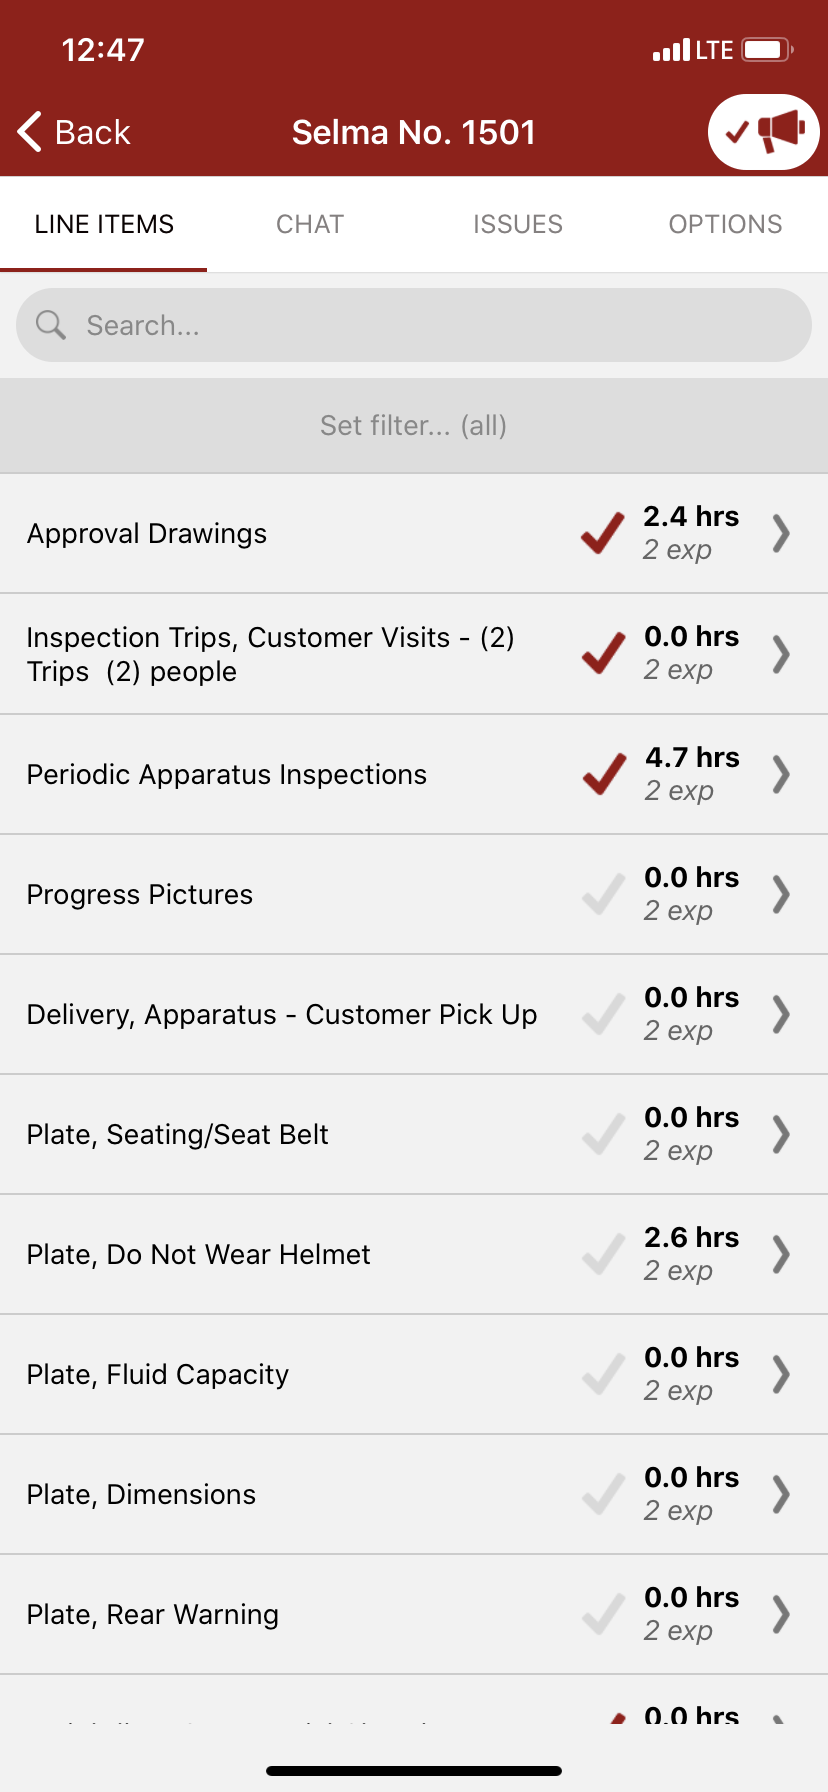 12:47
LTE
Back
Selma No. 1501
LINE ITEMS
CHAT
ISSUES
OPTIONS
Search...
Set filter... (all)
Approval Drawings
2.4 hrs
2 exp
Inspection Trips, Customer Visits - (2)
Trips  (2) people
0.0 hrs
2 exp
Periodic Apparatus Inspections
4.7 hrs
2 exp
Progress Pictures
0.0 hrs
2 exp
Delivery, Apparatus - Customer Pick Up
0.0 hrs
2 exp
Plate, Seating/Seat Belt
0.0 hrs
2 exp
Plate, Do Not Wear Helmet
2.6 hrs
2 exp
Plate, Fluid Capacity
0.0 hrs
2 exp
Plate, Dimensions
0.0 hrs
2 exp
Plate, Rear Warning
0.0 hrs
2 exp
0.0 hrs